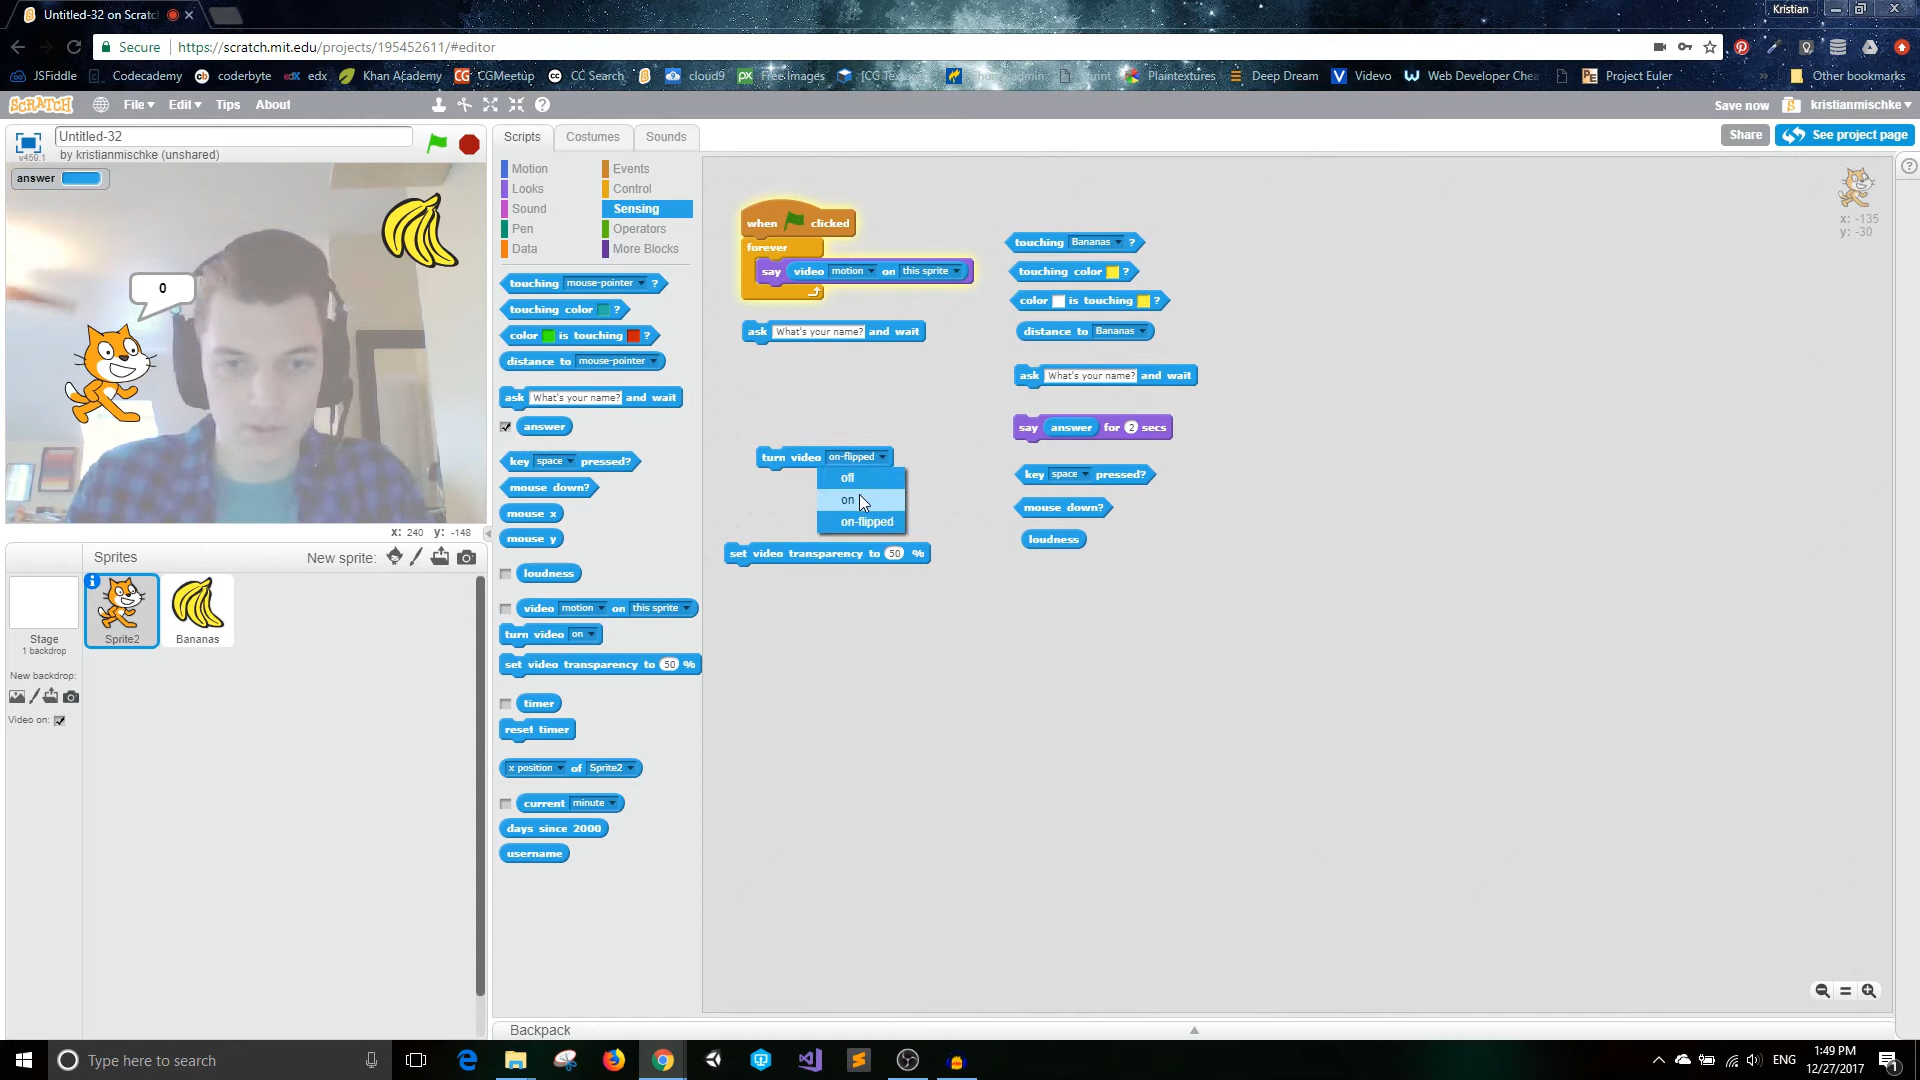 Untitled-32 on Scratc
Kristian
Secure
https://scratch.mit.edu/projects/195452611/#editor
JSFiddle
Codecademy
coderbyte
edx
Khan Academy
CGMeetup
CC Search
cloud9
Free Images
[CG Textures
Plaintextures
Deep Dream
Videvo
Web Developer Chea
Project Euler
Other bookmarks
SCRATCH
File
Edit
Tips
About
Save now
kristianmischke
Untitled-32
by kristianmischke (unshared)
v459.1
Scripts
Costumes
Sounds
Share
See project page
answer
0
Motion
Looks
Sound
Pen
Data
Events
Control
Sensing
Operators
More Blocks
touching mouse-pointer ?
touching color ?
color is touching ?
distance to mouse-pointer
ask What's your name? and wait
answer
key space pressed?
mouse down?
mouse x
mouse y
loudness
video motion on this sprite
turn video on
set video transparency to 50 %
timer
reset timer
x position of Sprite2
current minute
days since 2000
username
when clicked
forever
say video motion on this sprite
ask What's your name? and wait
turn video on-flipped
off
on
on-flipped
set video transparency to 50 %
touching Bananas ?
touching color ?
color is touching ?
distance to Bananas
ask What's your name? and wait
say answer for 2 secs
key space pressed?
mouse down?
loudness
x: -135
y: -30
x: 240 y: -148
Sprites
New sprite:
Stage
1 backdrop
New backdrop:
Video on:
Sprite2
Bananas
Backpack
Type here to search
ENG
1:49 PM
12/27/2017
1